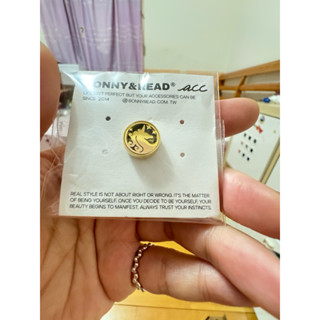 BONNY&READ® acc
PERFECT BUT YOUR ACCESSORIES CAN BE
SINCE 2014 @BONNYREAD.COM.TW
REAL STYLE IS NOT ABOUT RIGHT OR WRONG. IT'S THE MATTER
OF BEING YOURSELF. ONCE YOU DECIDE TO BE YOURSELF, YOUR
BEAUTY BEGINS TO MANIFEST. ALWAYS TRUST YOUR INSTINCTS.